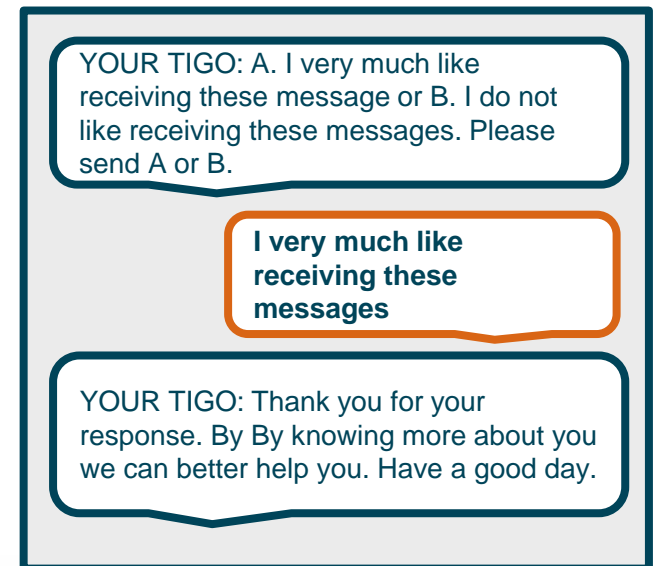 YOUR TIGO: A. I very much like
receiving these message or B. I do not
like receiving these messages. Please
send A or B.
I very much like
receiving these
messages
YOUR TIGO: Thank you for your
response. By By knowing more about you
we can better help you. Have a good day.